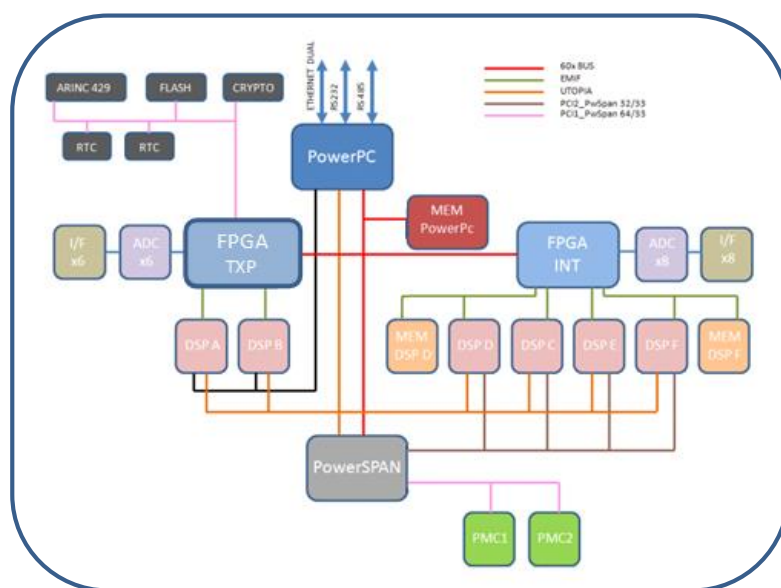 ETHERNET DUAL
RS232
RS485
60x BUS
EMIF
UTOPIA
PCI2_PwSpan 32/33
PCI1_PwSpan 64/33
ARINC 429
FLASH
CRYPTO
RTC
RTC
PowerPC
MEM
PowerPc
I/F
x6
ADC
x6
FPGA
TXP
FPGA
INT
ADC
x8
I/F
x8
DSP A
DSP B
MEM
DSP D
DSP D
DSP C
DSP E
DSP F
MEM
DSP F
PowerSPAN
PMC1
PMC2